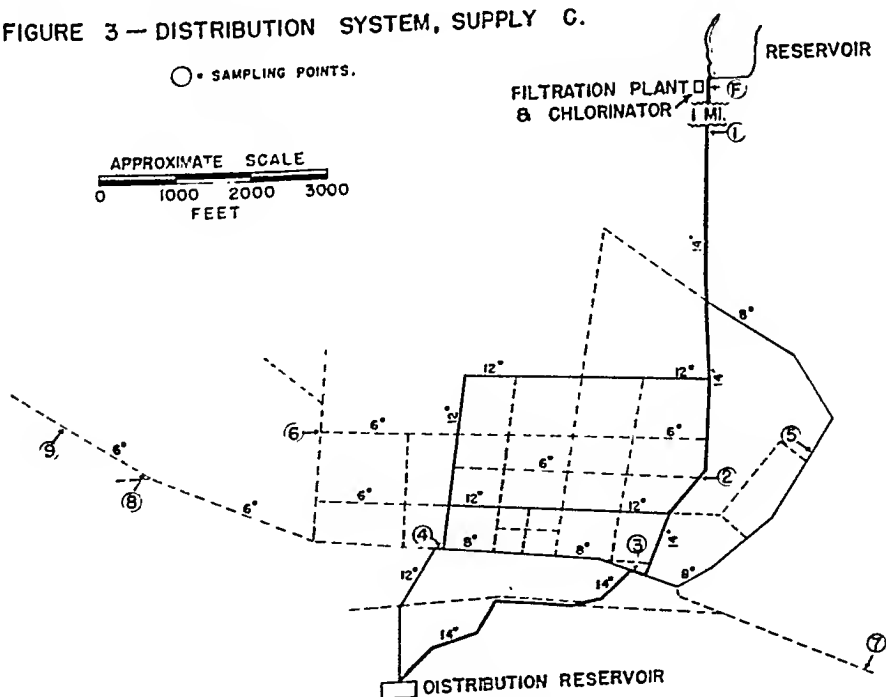 FIGURE 3 — DISTRIBUTION SYSTEM, SUPPLY C.
○ • SAMPLING POINTS.
RESERVOIR
FILTRATION PLANT
& CHLORINATOR
F
1 MI.
1
APPROXIMATE SCALE
0 1000 2000 3000
FEET
14"
8"
12" 12"
14"
12"
5
6 6" 6"
9
6"
6" 2
8
6"
6" 12" 12"
14"
4 8" 8" 3
12" 14" 8"
14"
7
DISTRIBUTION RESERVOIR